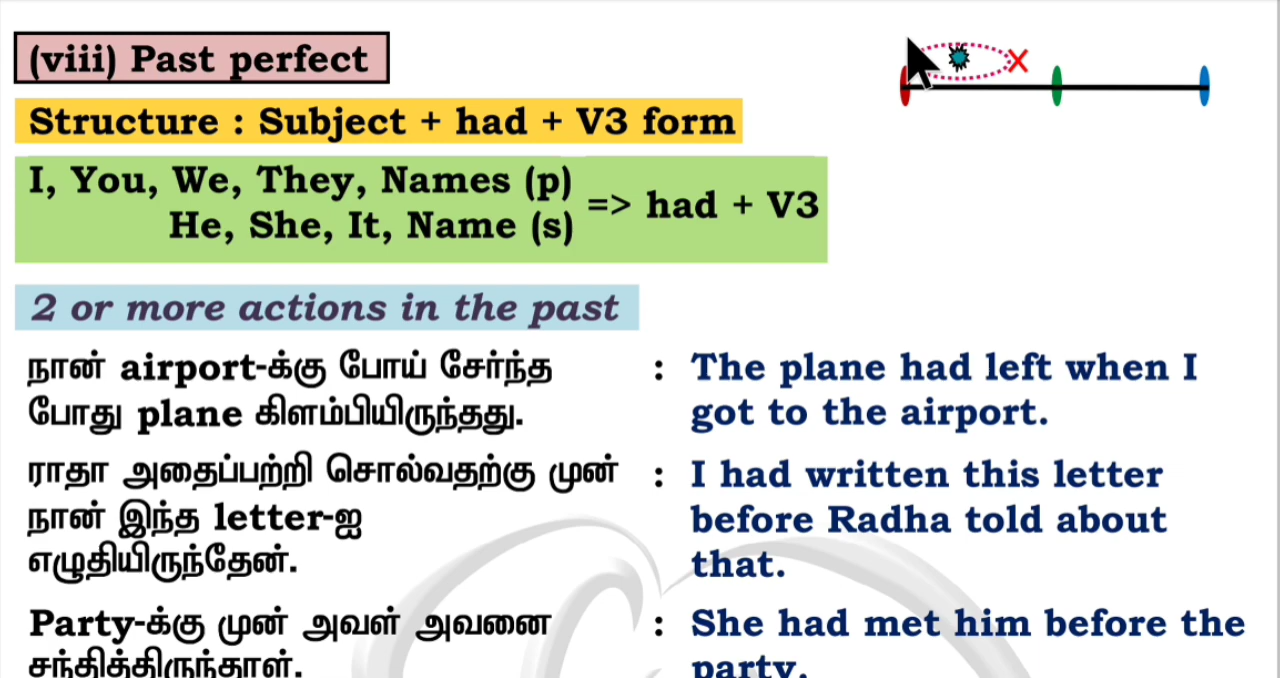 (viii) Past perfect
Structure : Subject + had + V3 form
I, You, We, They, Names (p)
He, She, It, Name (s)
=> had + V3
2 or more actions in the past
நான் airport-க்கு போய் சேர்ந்த
போது plane கிளம்பியிருந்தது.
: The plane had left when I
got to the airport.
ராதா அதைப்பற்றி சொல்வதற்கு முன்
நான் இந்த letter-ஐ
எழுதியிருந்தேன்.
: I had written this letter
before Radha told about
that.
Party-க்கு முன் அவள் அவனை
சந்தித்திருந்தாள்.
: She had met him before the
party.